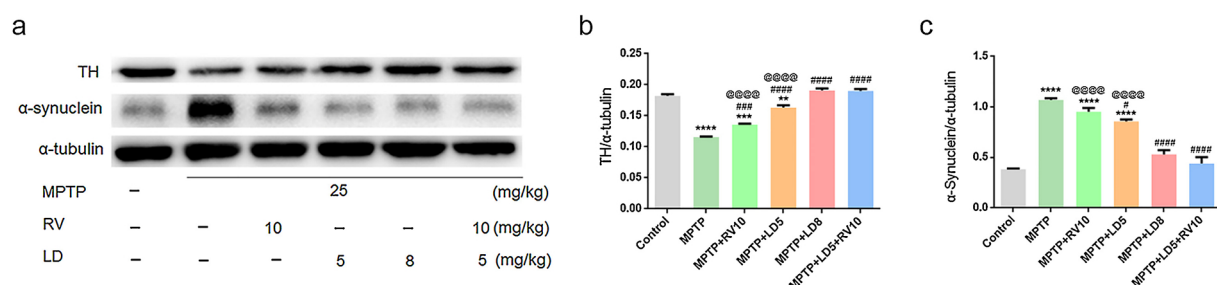 a
TH
α-synuclein
α-tubulin
MPTP – 25 (mg/kg)
RV – – 10 – – 10 (mg/kg)
LD – – – 5 8 5 (mg/kg)
b
TH/α-tubulin
0.25
0.20
0.15
0.10
0.05
0.00
****
@@@@
###
***
@@@@
####
**
####
####
Control
MPTP
MPTP+RV10
MPTP+LD5
MPTP+LD8
MPTP+LD5+RV10
c
α-Synuclein/α-tubulin
1.5
1.0
0.5
0.0
****
@@@@
****
@@@@
#
****
####
####
Control
MPTP
MPTP+RV10
MPTP+LD5
MPTP+LD8
MPTP+LD5+RV10